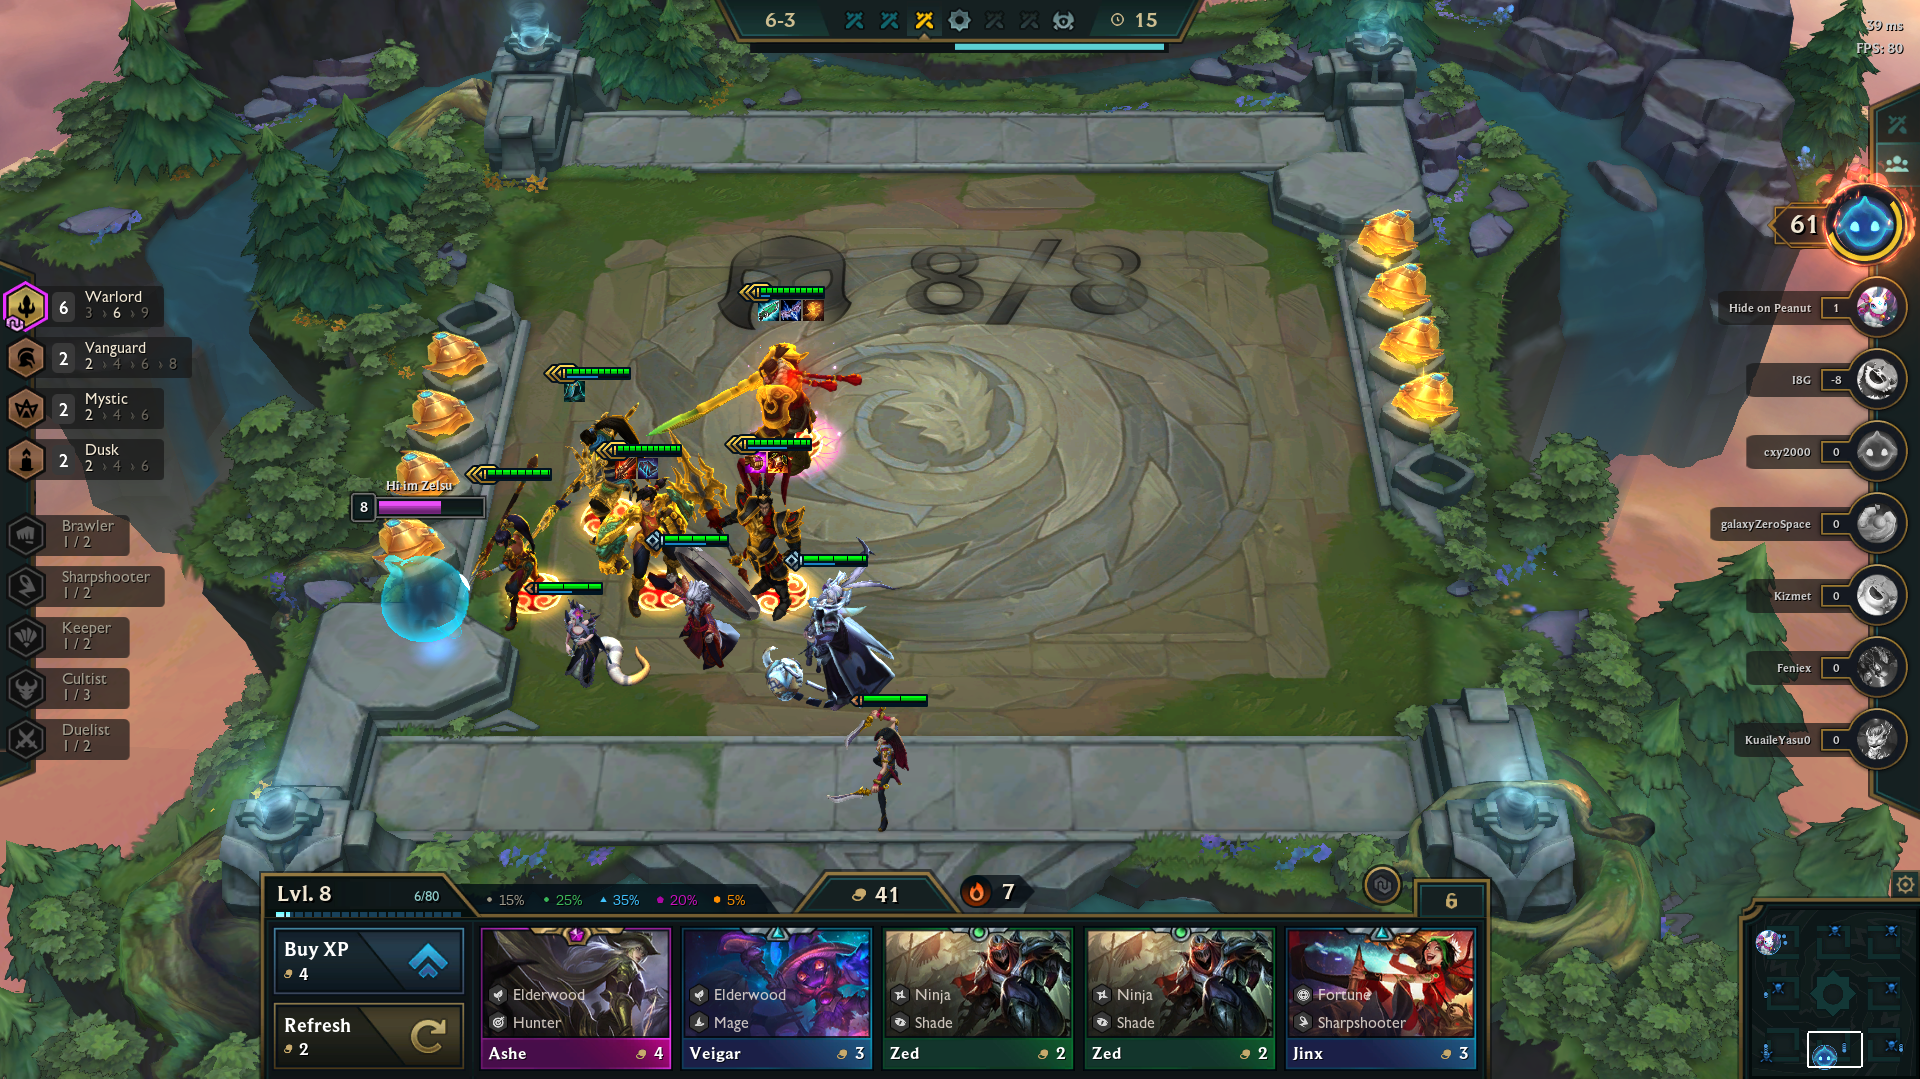 6-3
15
39 ms
FPS: 80
8/8
6
Warlord
3 › 6 › 9
2
Vanguard
2 › 4 › 6 › 8
2
Mystic
2 › 4 › 6
2
Dusk
2 › 4 › 6
Brawler
1 / 2
Sharpshooter
1 / 2
Keeper
1 / 2
Cultist
1 / 3
Duelist
1 / 2
Hi im Zelsu
8
61
Hide on Peanut 1
I8G -8
cxy2000 0
galaxyZeroSpace 0
Kizmet 0
Feniex 0
KuaileYasu0 0
Lvl. 8
6/80
15%
25%
35%
20%
5%
41
7
6
Buy XP
4
Refresh
2
Elderwood
Hunter
Ashe 4
Elderwood
Mage
Veigar 3
Ninja
Shade
Zed 2
Ninja
Shade
Zed 2
Fortune
Sharpshooter
Jinx 3